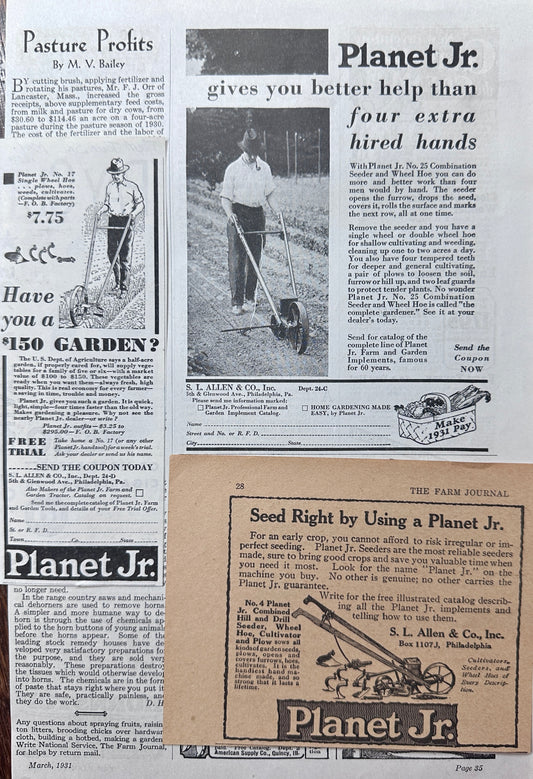 Pasture Profits
By M. V. Bailey
BY cutting brush, applying fertilizer and
rotating his pastures, Mr. F. J. Orr of
Lancaster, Mass., increased the gross
receipts, above supplementary feed costs,
from milk and pasture for dry cows, from
$30.60 to $114.46 an acre on a four-acre
pasture during the pasture season of 1930.
The cost of the fertilizer and the labor of
Planet Jr. No. 17
Single Wheel Hoe
. . . plows, hoes,
weeds, cultivates.
(Complete with parts
—F. O. B. Factory)
$7.75
Have
you a
$150 GARDEN?
The U. S. Dept. of Agriculture says a half-acre
garden, if properly cared for, will supply vege-
tables for a family of five or six—with a market
value of $100 to $150. These vegetables are
ready when you want them—always fresh, high
quality. This is real economy for every farmer—
a saving in time, trouble and money.
Planet Jr. gives you such a garden. It is quick,
light, simple—four times faster than the old way.
Makes gardening a pleasure. Why not see the
nearby Planet Jr. dealer—or write?
Planet Jr. outfits—$3.25 to
$295.00—F. O. B. Factory
FREE TRIAL
Take home a No. 17 (or any other
Planet Jr. handtool) for a week's trial.
Ask your dealer or send us his name.
SEND THE COUPON TODAY
S. L. ALLEN & CO., Inc., Dept. 24-D
5th & Glenwood Ave., Philadelphia, Pa.
Also Makers of the Planet Jr. Farm and
Garden Tractor. Catalog on request.
Send me the complete catalog of Planet Jr. Farm
and Garden Tools, and details of your Free Trial Offer.
Name
St. or R. F. D.
Town Co. State
Planet Jr.
no longer need.
In the range country saws and mechani-
cal dehorners are used to remove horns.
A simpler and more humane way to de-
horn is through the use of chemicals ap-
plied to the horn buttons of young animals
before the horns appear. Some of the
leading stock remedy houses have de-
veloped very satisfactory preparations for
the purpose, and they are sold very
reasonably. These preparations destroy
the tissues which would otherwise develop
into horns. The chemicals are in the form
of paste that stays right where you put it.
They are safe, practically painless, and
they do the work. D. H.
Any questions about spraying fruits, raising
ton litters, brooding chicks over hardware
cloth, building a hotbed, making a garden?
Write National Service, The Farm Journal,
for helps by return mail.
March, 1931
Planet Jr.
gives you better help than
four extra
hired hands
With Planet Jr. No. 25 Combination
Seeder and Wheel Hoe you can do
more and better work than four
men would by hand. The seeder
opens the furrow, drops the seed,
covers it, rolls the surface and marks
the next row, all at one time.
Remove the seeder and you have a
single wheel or double wheel hoe
for shallow cultivating and weeding,
cleaning up one to two acres a day.
You also have four tempered teeth
for deeper and general cultivating,
a pair of plows to loosen the soil,
furrow or hill up, and two leaf guards
to protect tender plants. No wonder
Planet Jr. No. 25 Combination
Seeder and Wheel Hoe is called "the
complete gardener." See it at your
dealer's today.
Send for catalog of the
complete line of Planet
Jr. Farm and Garden
Implements, famous
for 60 years.
Send the
Coupon
NOW
S. L. ALLEN & CO., Inc. Dept. 24-C
5th & Glenwood Ave., Philadelphia, Pa.
Please send me information marked:
Planet Jr. Professional Farm and
Garden Implement Catalog.
HOME GARDENING MADE
EASY, by Planet Jr.
Name
Street and No. or R. F. D.
City State
Make
1931 pay
28 THE FARM JOURNAL
Seed Right by Using a Planet Jr.
For an early crop, you cannot afford to risk irregular or im-
perfect seeding. Planet Jr. Seeders are the most reliable seeders
made, sure to bring good crops and save you valuable time when
you need it most. Look for the name "Planet Jr." on the
machine you buy. No other is genuine; no other carries the
Planet Jr. guarantee.
Write for the free illustrated catalog describ-
ing all the Planet Jr. implements and
telling how to use them.
S. L. Allen & Co., Inc.
Box 1107J, Philadelphia
No. 4 Planet
Jr. Combined
Hill and Drill
Seeder, Wheel
Hoe, Cultivator
and Plow sows all
kinds of garden seeds,
plows, opens and
covers furrows, hoes,
cultivates. It is the
handiest hand ma-
chine made, and so
strong that it lasts a
lifetime.
Cultivators,
Seeders, and
Wheel Hoes of
Every Descrip-
tion.
Planet Jr.
American Supply Co., Quincy, Ill.
Page 35